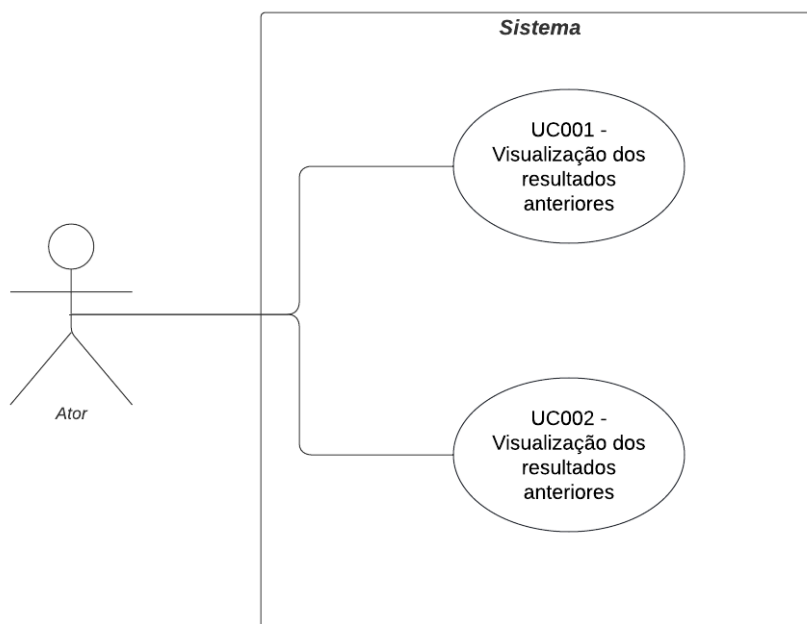 Sistema
UC001 -
Visualização dos
resultados
anteriores
Ator
UC002 -
Visualização dos
resultados
anteriores